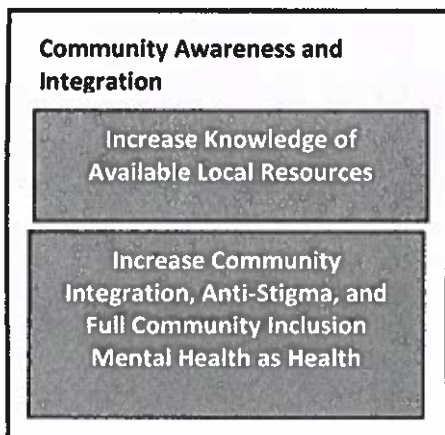 Community Awareness and
Integration
Increase Knowledge of
Available Local Resources
Increase Community
Integration, Anti-Stigma, and
Full Community Inclusion
Mental Health as Health